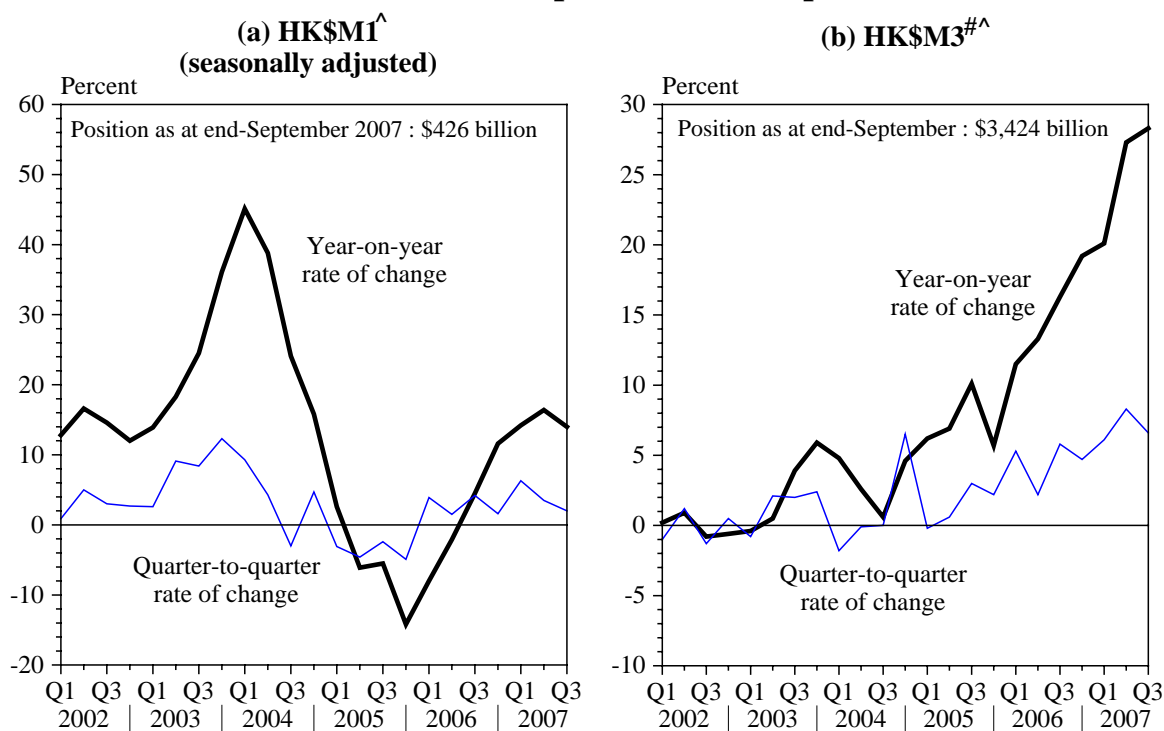 (a) HK$M1^
(seasonally adjusted)
Percent
60
50
40
30
20
10
0
-10
-20
Position as at end-September 2007 : $426 billion
Year-on-year
rate of change
Quarter-to-quarter
rate of change
Q1 Q3 Q1 Q3 Q1 Q3 Q1 Q3 Q1 Q3 Q1 Q3
2002 | 2003 | 2004 | 2005 | 2006 | 2007
(b) HK$M3#^
Percent
30
25
20
15
10
5
0
-5
-10
Position as at end-September : $3,424 billion
Year-on-year
rate of change
Quarter-to-quarter
rate of change
Q1 Q3 Q1 Q3 Q1 Q3 Q1 Q3 Q1 Q3 Q1 Q3
2002 | 2003 | 2004 | 2005 | 2006 | 2007